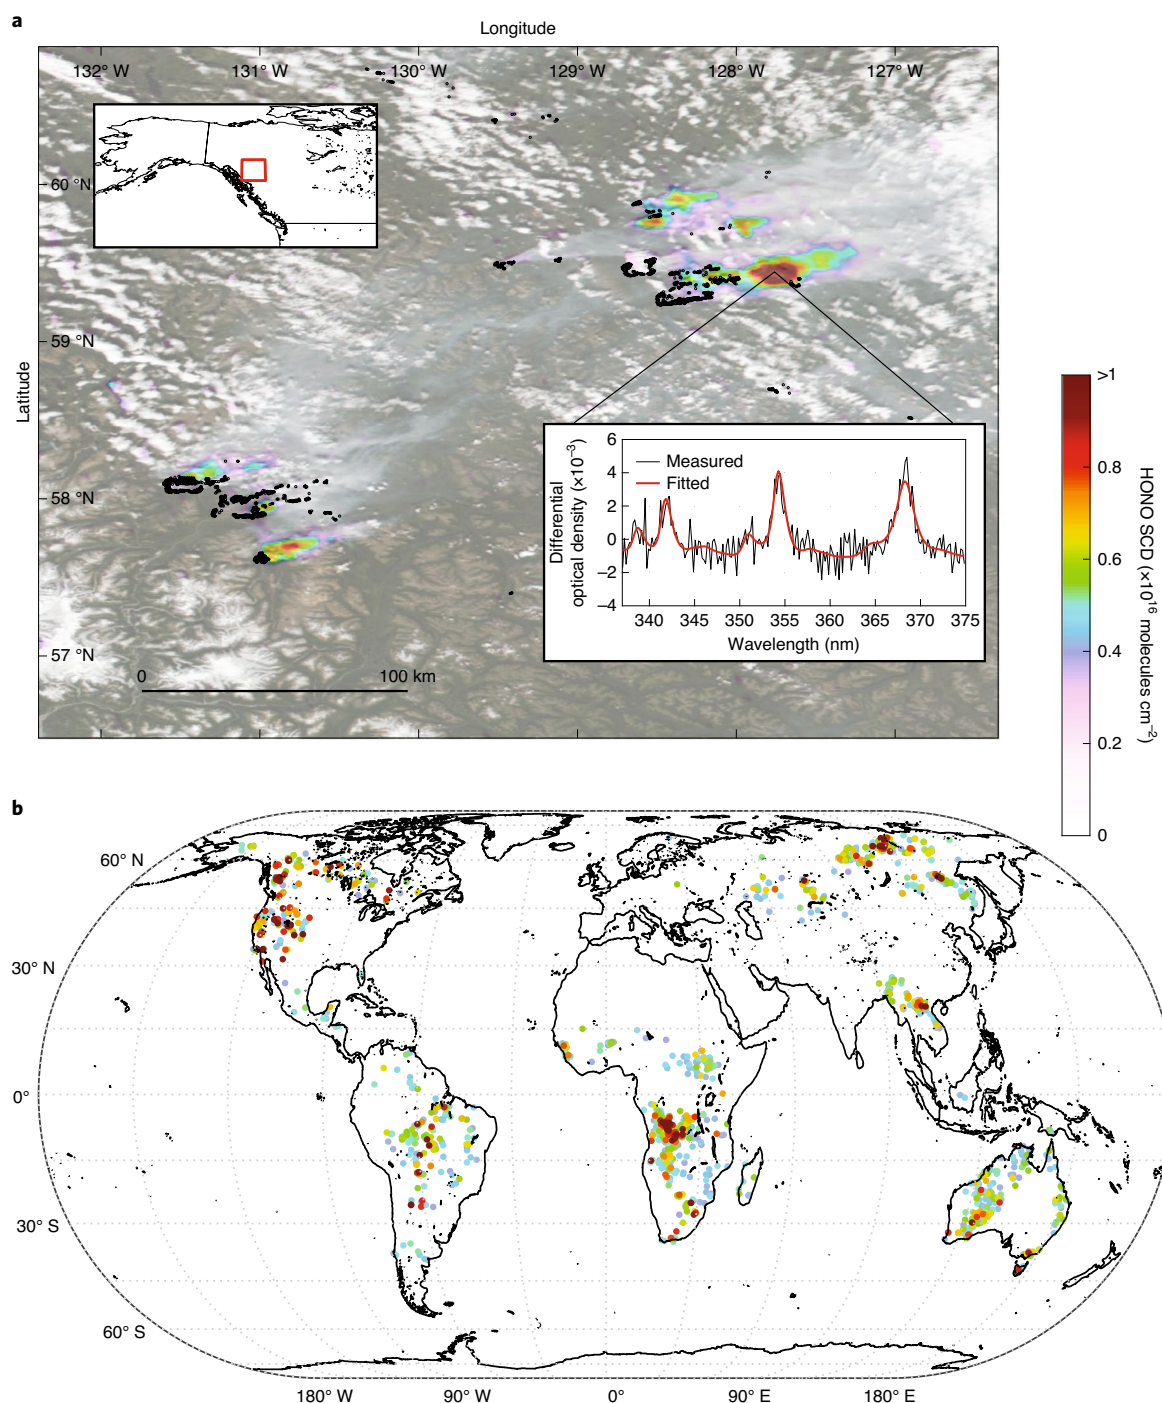 a
Longitude
132° W 131° W 130° W 129° W 128° W 127° W
60° N
59° N
Latitude
58° N
57° N
0 100 km
6
4
2
0
−2
−4
Differential
optical density (×10⁻³)
Measured
Fitted
340 345 350 355 360 365 370 375
Wavelength (nm)
>1
0.8
0.6
0.4
0.2
0
HONO SCD (×10¹⁶ molecules cm⁻²)
b
60° N
30° N
0°
30° S
60° S
180° W 90° W 0° 90° E 180° E